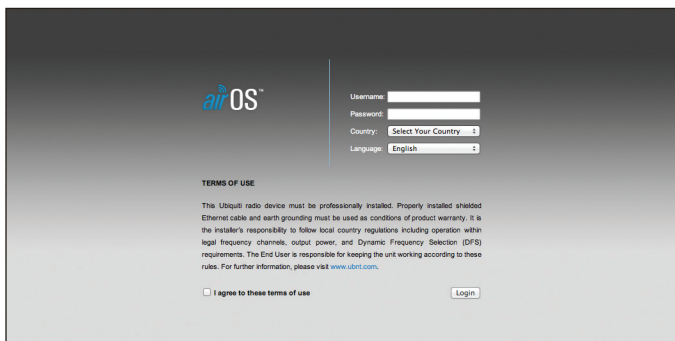 airOS™
Username:
Password:
Country: Select Your Country
Language: English
TERMS OF USE
This Ubiquiti radio device must be professionally installed. Properly installed shielded
Ethernet cable and earth grounding must be used as conditions of product warranty. It is
the installer's responsibility to follow local country regulations including operation within
legal frequency channels, output power, and Dynamic Frequency Selection (DFS)
requirements. The End User is responsible for keeping the unit working according to these
rules. For further information, please visit www.ubnt.com.
I agree to these terms of use
Login